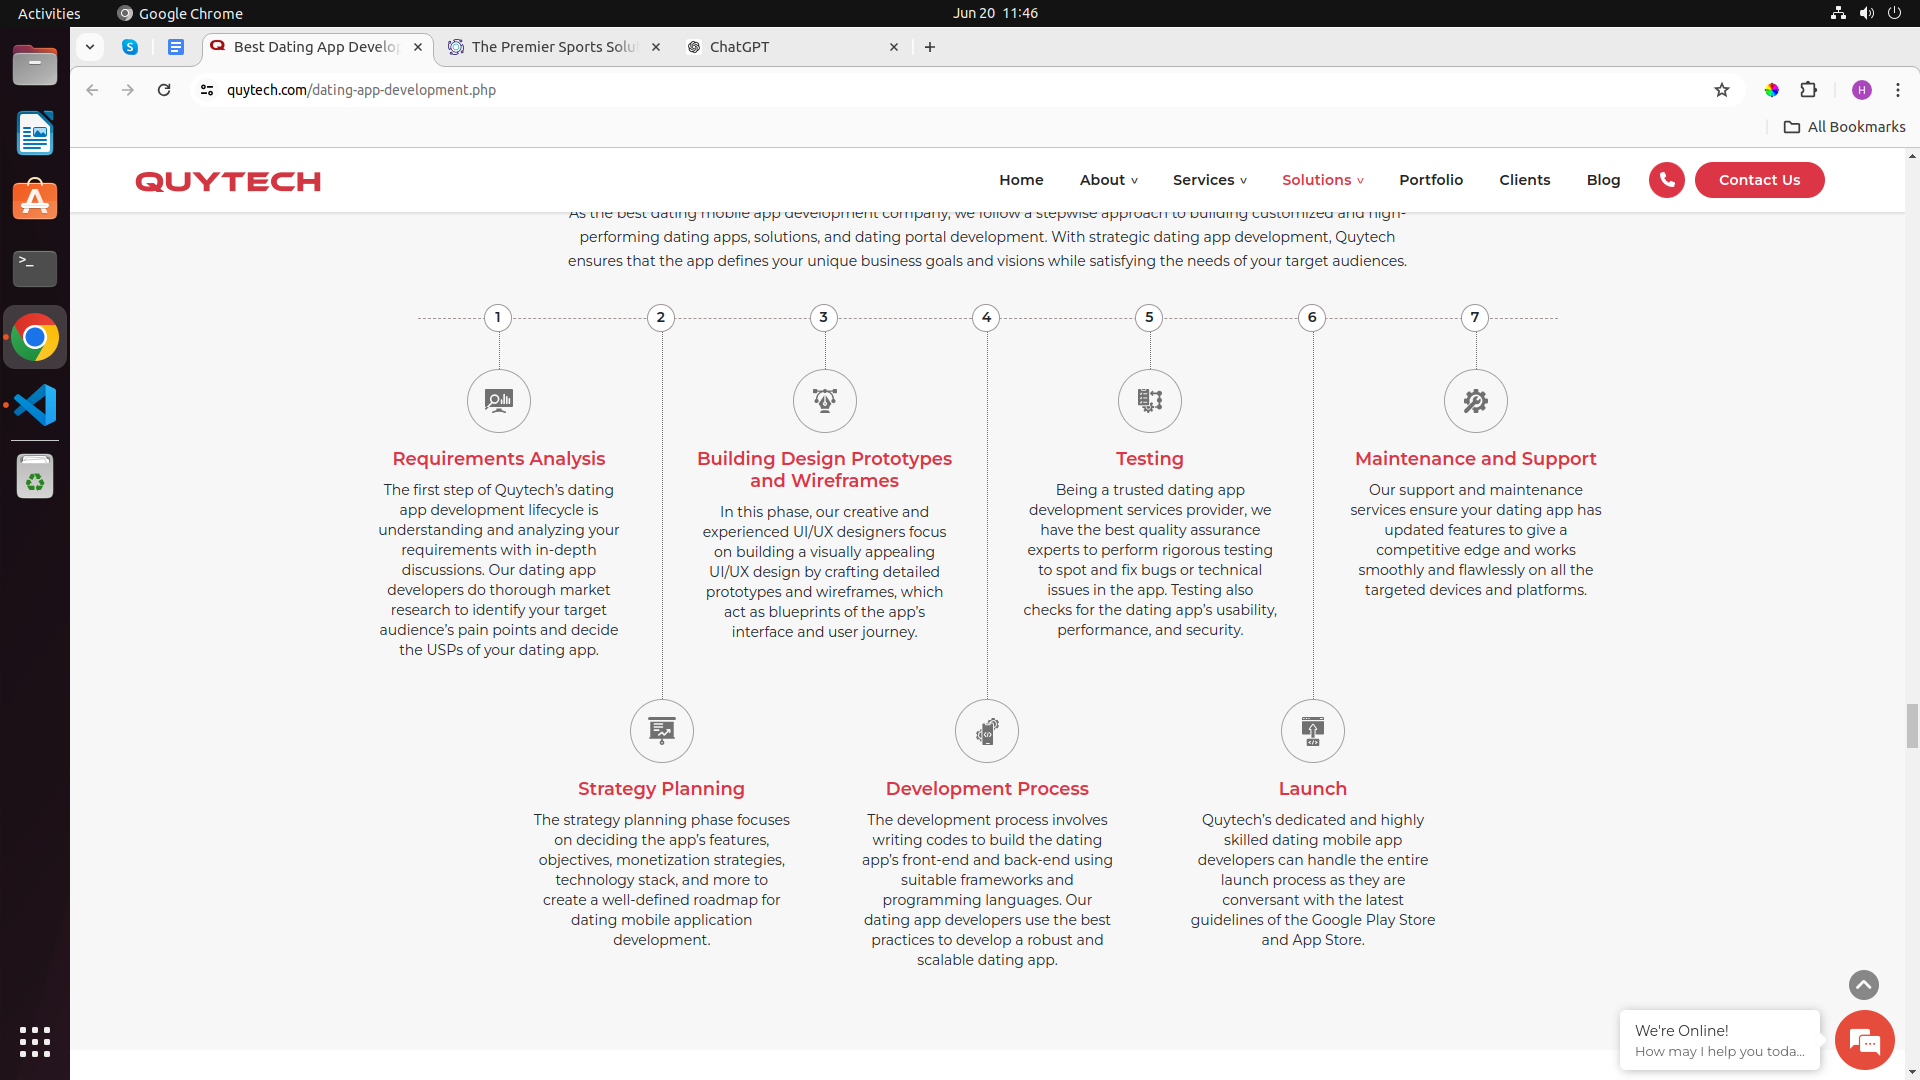 Activities
Google Chrome
Jun 20 11:46
Best Dating App Develo
The Premier Sports Solu
ChatGPT
quytech.com/dating-app-development.php
H
All Bookmarks
QUYTECH
Home
About
Services
Solutions
Portfolio
Clients
Blog
Contact Us
As the best dating mobile app development company, we follow a stepwise approach to building customized and high-
performing dating apps, solutions, and dating portal development. With strategic dating app development, Quytech
ensures that the app defines your unique business goals and visions while satisfying the needs of your target audiences.
1
2
3
4
5
6
7
Requirements Analysis
The first step of Quytech’s dating
app development lifecycle is
understanding and analyzing your
requirements with in-depth
discussions. Our dating app
developers do thorough market
research to identify your target
audience’s pain points and decide
the USPs of your dating app.
Building Design Prototypes
and Wireframes
In this phase, our creative and
experienced UI/UX designers focus
on building a visually appealing
UI/UX design by crafting detailed
prototypes and wireframes, which
act as blueprints of the app’s
interface and user journey.
Testing
Being a trusted dating app
development services provider, we
have the best quality assurance
experts to perform rigorous testing
to spot and fix bugs or technical
issues in the app. Testing also
checks for the dating app’s usability,
performance, and security.
Maintenance and Support
Our support and maintenance
services ensure your dating app has
updated features to give a
competitive edge and works
smoothly and flawlessly on all the
targeted devices and platforms.
Strategy Planning
The strategy planning phase focuses
on deciding the app’s features,
objectives, monetization strategies,
technology stack, and more to
create a well-defined roadmap for
dating mobile application
development.
Development Process
The development process involves
writing codes to build the dating
app’s front-end and back-end using
suitable frameworks and
programming languages. Our
dating app developers use the best
practices to develop a robust and
scalable dating app.
Launch
Quytech’s dedicated and highly
skilled dating mobile app
developers can handle the entire
launch process as they are
conversant with the latest
guidelines of the Google Play Store
and App Store.
We're Online!
How may I help you toda...